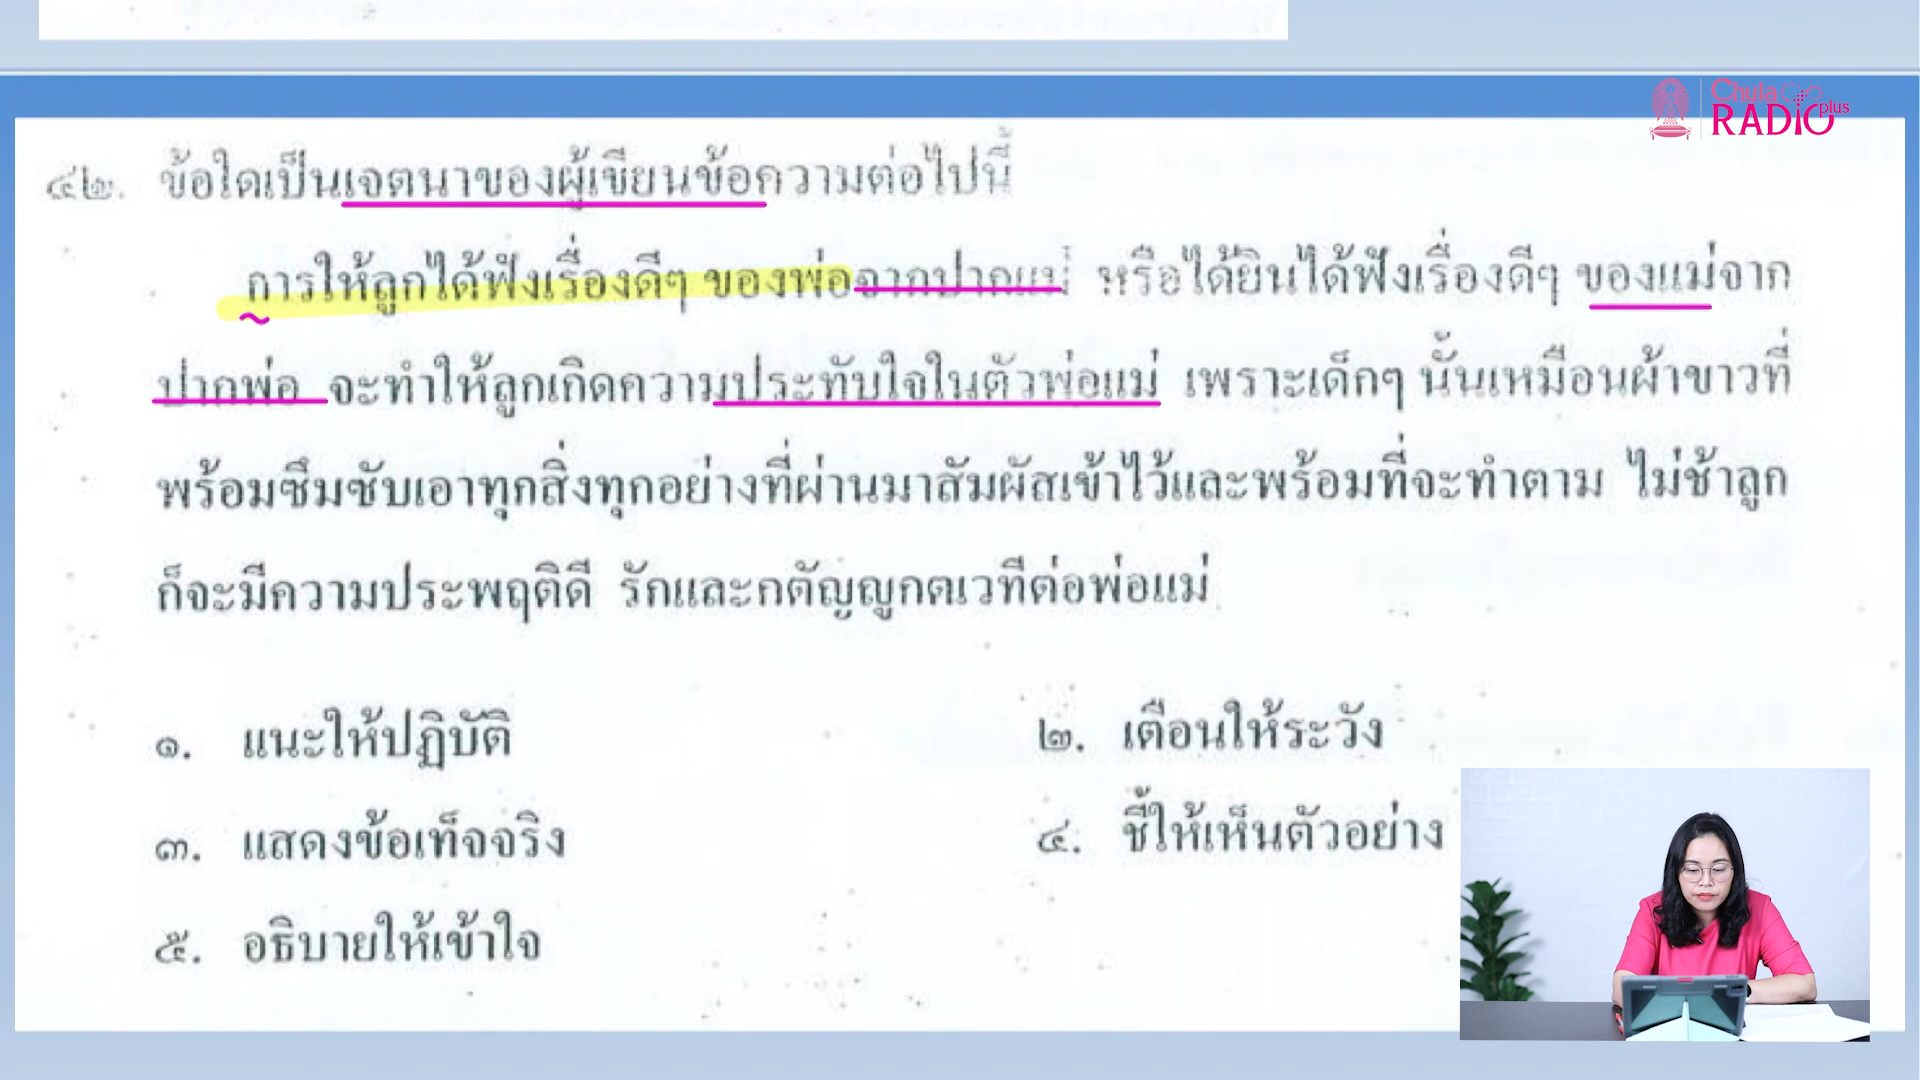 Chula
RADIO plus
๔๒. ข้อใดเป็นเจตนาของผู้เขียนข้อความต่อไปนี้
การให้ลูกได้ฟังเรื่องดีๆ ของพ่อจากปากแม่ หรือได้ยินได้ฟังเรื่องดีๆ ของแม่จาก
ปากพ่อ จะทำให้ลูกเกิดความประทับใจในตัวพ่อแม่ เพราะเด็กๆ นั้นเหมือนผ้าขาวที่
พร้อมซึมซับเอาทุกสิ่งทุกอย่างที่ผ่านมาสัมผัสเข้าไว้และพร้อมที่จะทำตาม ไม่ช้าลูก
ก็จะมีความประพฤติดี รักและกตัญญูกตเวทีต่อพ่อแม่
๑. แนะให้ปฏิบัติ
๒. เตือนให้ระวัง
๓. แสดงข้อเท็จจริง
๔. ชี้ให้เห็นตัวอย่าง
๕. อธิบายให้เข้าใจ